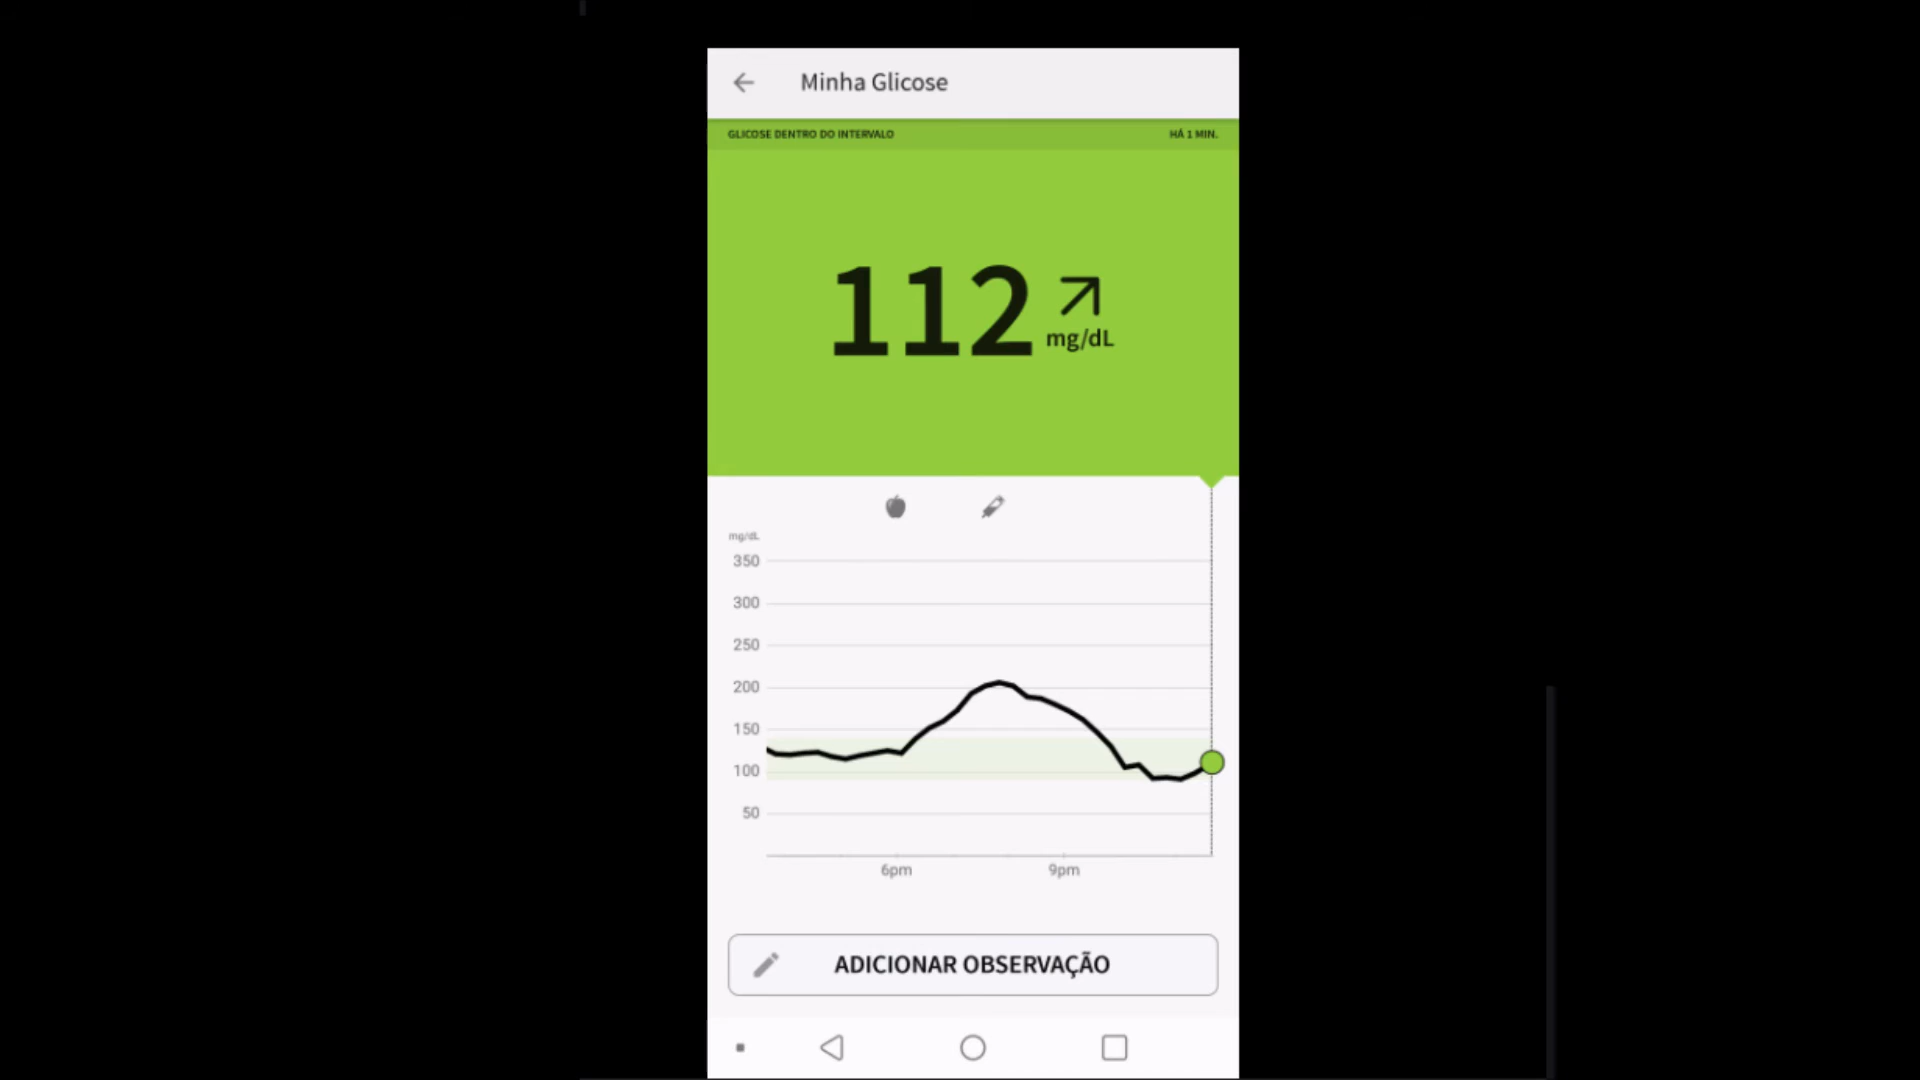 Minha Glicose
GLICOSE DENTRO DO INTERVALO HÁ 1 MIN.
112 mg/dL
mg/dL
350
300
250
200
150
100
50
6pm 9pm
ADICIONAR OBSERVAÇÃO